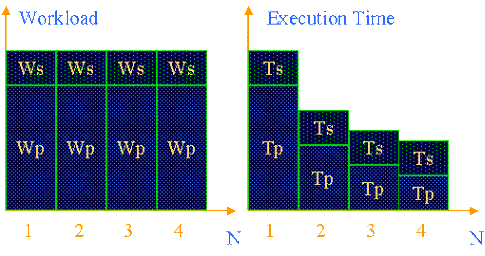 Workload
Ws Ws Ws Ws
Wp Wp Wp Wp
1 2 3 4 N
Execution Time
Ts
Tp
Ts
Tp
Ts
Tp
Ts
Tp
1 2 3 4 N